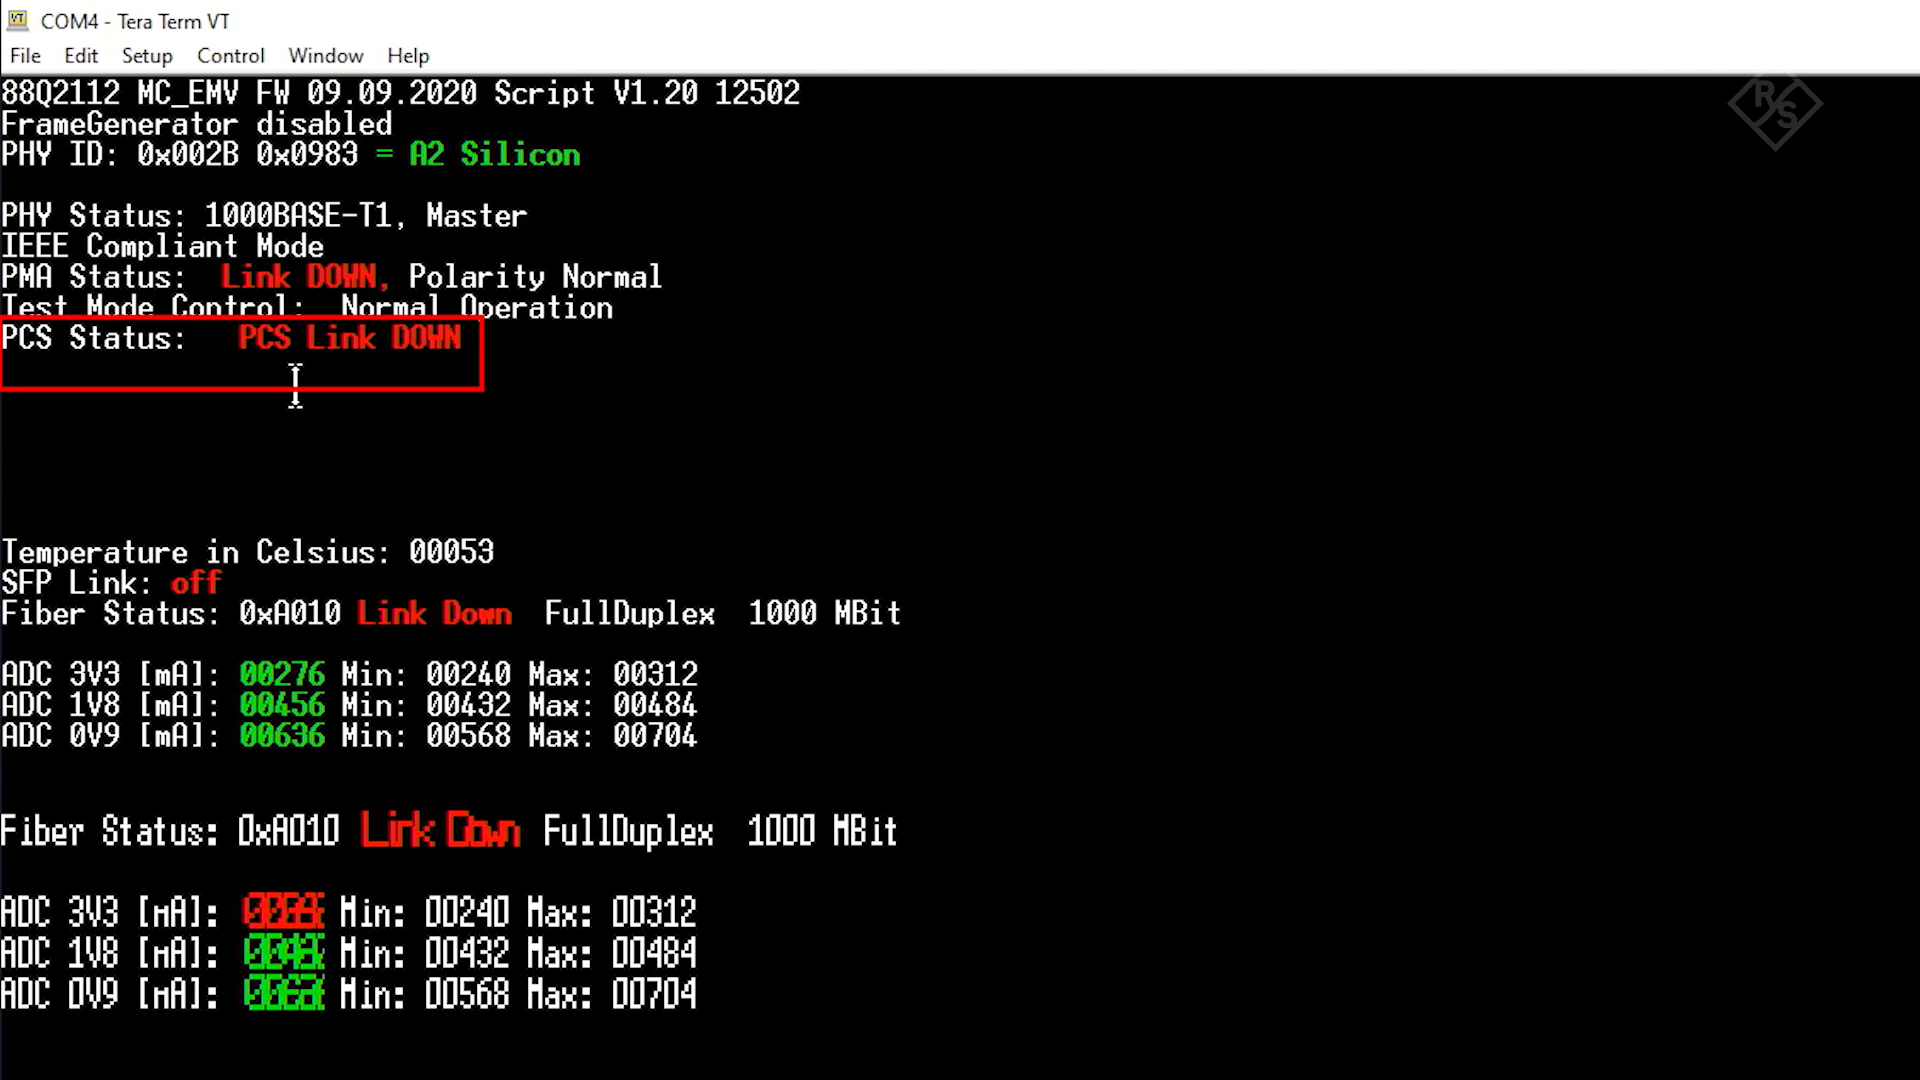 COM4 - Tera Term VT
File Edit Setup Control Window Help
88Q2112 MC_EMV FW 09.09.2020 Script V1.20 12502
FrameGenerator disabled
PHY ID: 0x002B 0x0983 = A2 Silicon
PHY Status: 1000BASE-T1, Master
IEEE Compliant Mode
PMA Status: Link DOWN, Polarity Normal
Test Mode Control: Normal Operation
PCS Status: PCS Link DOWN
Temperature in Celsius: 00053
SFP Link: off
Fiber Status: 0xA010 Link Down FullDuplex 1000 MBit
ADC 3V3 [mA]: 00276 Min: 00240 Max: 00312
ADC 1V8 [mA]: 00456 Min: 00432 Max: 00484
ADC 0V9 [mA]: 00636 Min: 00568 Max: 00704
Fiber Status: 0xA010 Link Down FullDuplex 1000 MBit
ADC 3V3 [mA]: Min: 00240 Max: 00312
ADC 1V8 [mA]: Min: 00432 Max: 00484
ADC 0V9 [mA]: Min: 00568 Max: 00704